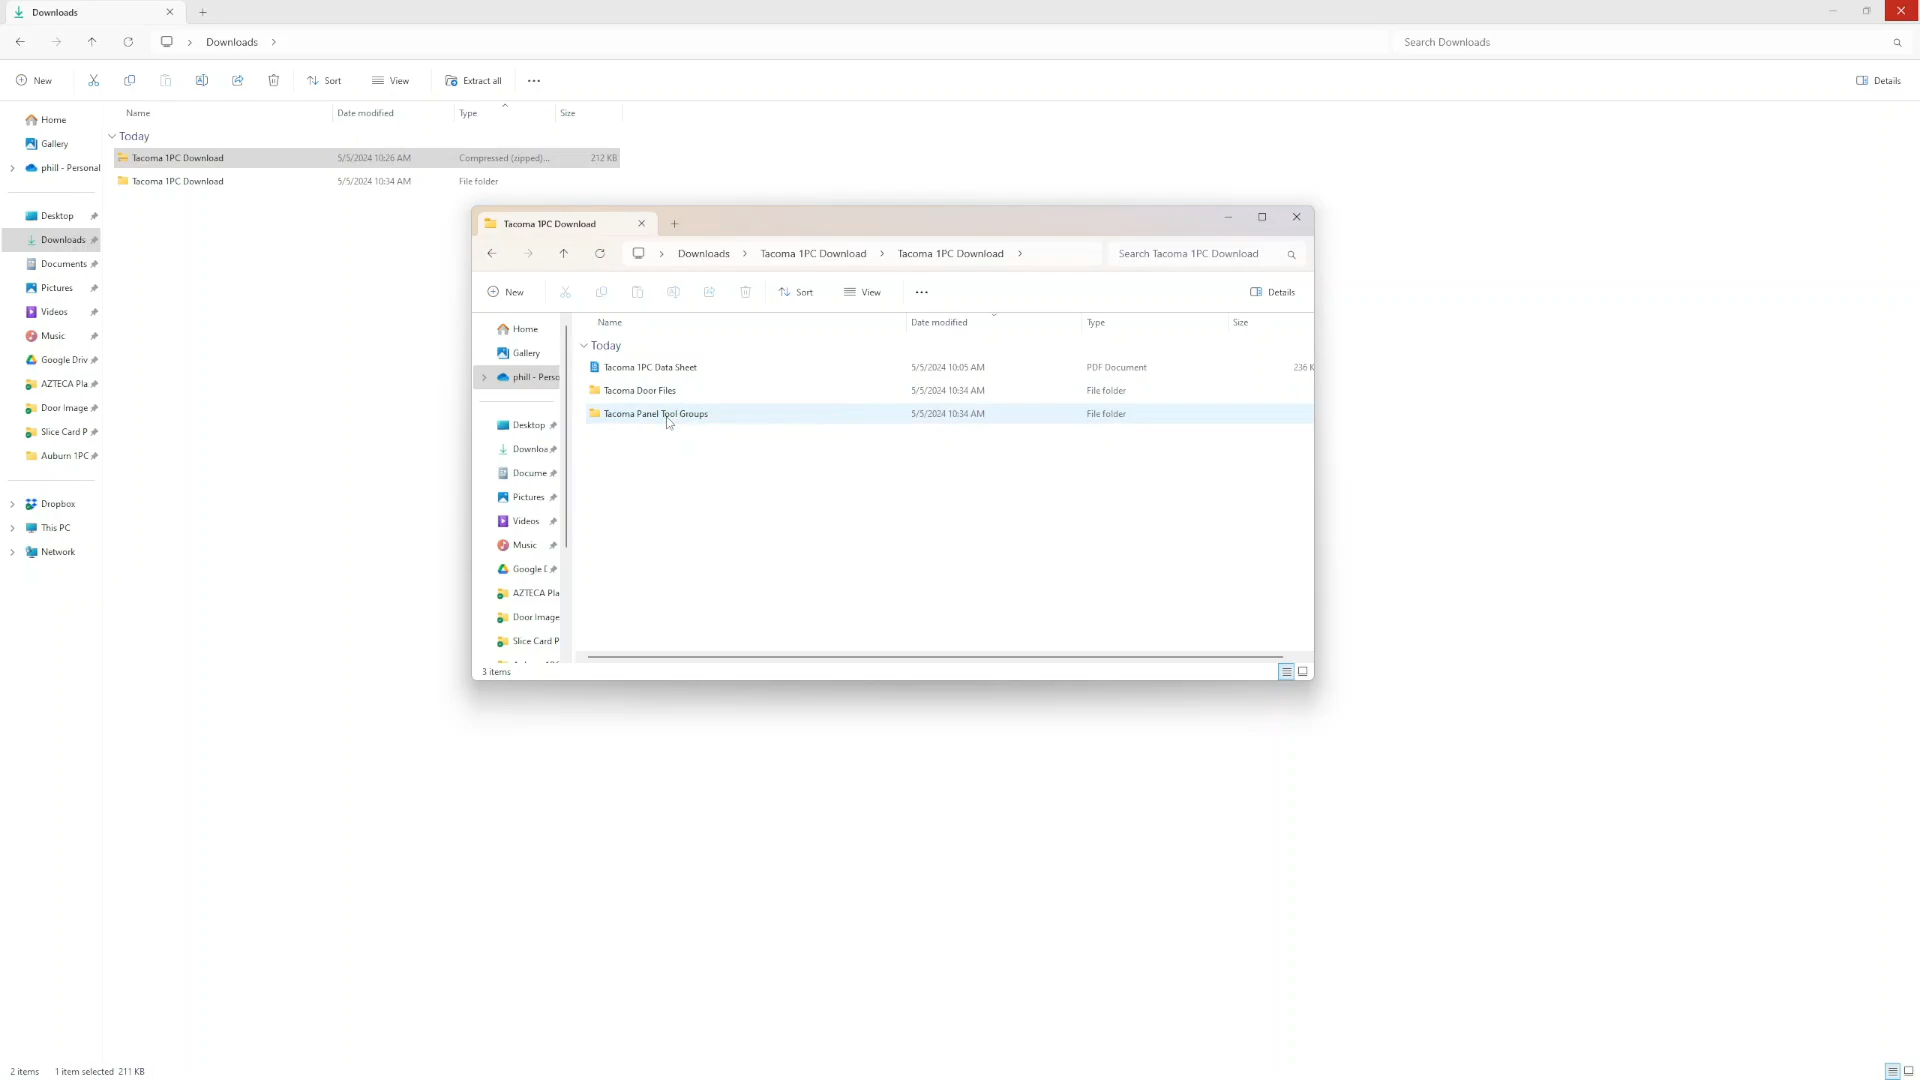 Downloads
Downloads
Search Downloads
New
Sort
View
Extract all
Details
Name Date modified Type Size
Today
Tacoma 1PC Download 5/5/2024 10:26 AM Compressed (zipped)... 212 KB
Tacoma 1PC Download 5/5/2024 10:34 AM File folder
Home
Gallery
phill - Personal
Desktop
Downloads
Documents
Pictures
Videos
Music
Google Driv
AZTECA Pla
Door Image
Slice Card P
Auburn 1PC
Dropbox
This PC
Network
Tacoma 1PC Download
Downloads Tacoma 1PC Download Tacoma 1PC Download
Search Tacoma 1PC Download
New
Sort
View
Details
Name Date modified Type Size
Today
Tacoma 1PC Data Sheet 5/5/2024 10:05 AM PDF Document 236 K
Tacoma Door Files 5/5/2024 10:34 AM File folder
Tacoma Panel Tool Groups 5/5/2024 10:34 AM File folder
Home
Gallery
phill - Perso
Desktop
Downloa
Docume
Pictures
Videos
Music
Google D
AZTECA Pla
Door Image
Slice Card P
3 items
2 items 1 item selected 211 KB